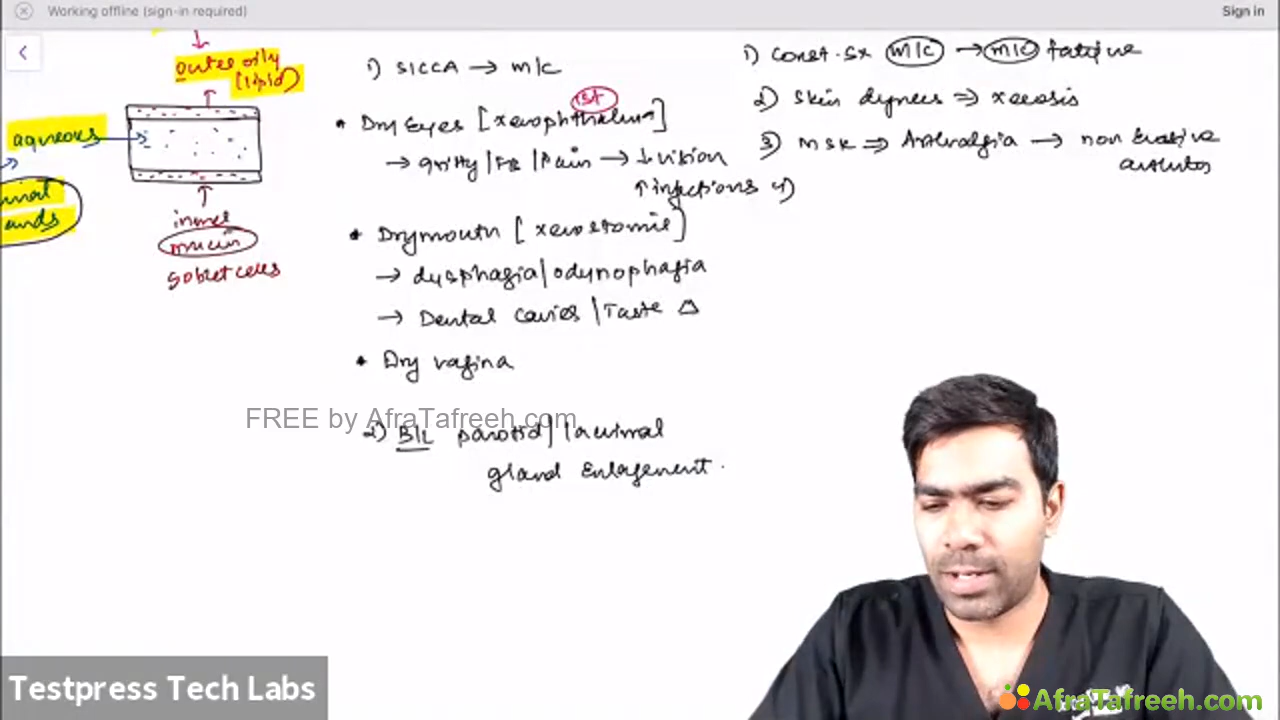 Working offline (sign-in required)
Sign in
outer oily
(lipid)
aqueous
inner
mucin
Goblet cells
1) SICCA → m/c
1st
• Dry Eyes [xerophthalmia]
→ gritty/FB/Pain → ↓ vision
↑ infections
• Dry mouth [xerostomia]
→ dysphagia/odynophagia
→ Dental caries/Taste Δ
• Dry vagina
2) B/L parotid/lacrimal
gland Enlagement.
1) Const. Sx m/c → m/c fatigue
2) Skin dryness ⇒ xerosis
3) MSK ⇒ Arthralgia → non Erosive
arthritis
4)
FREE by AfraTafreeh.com
Testpress Tech Labs
AfraTafreeh.com